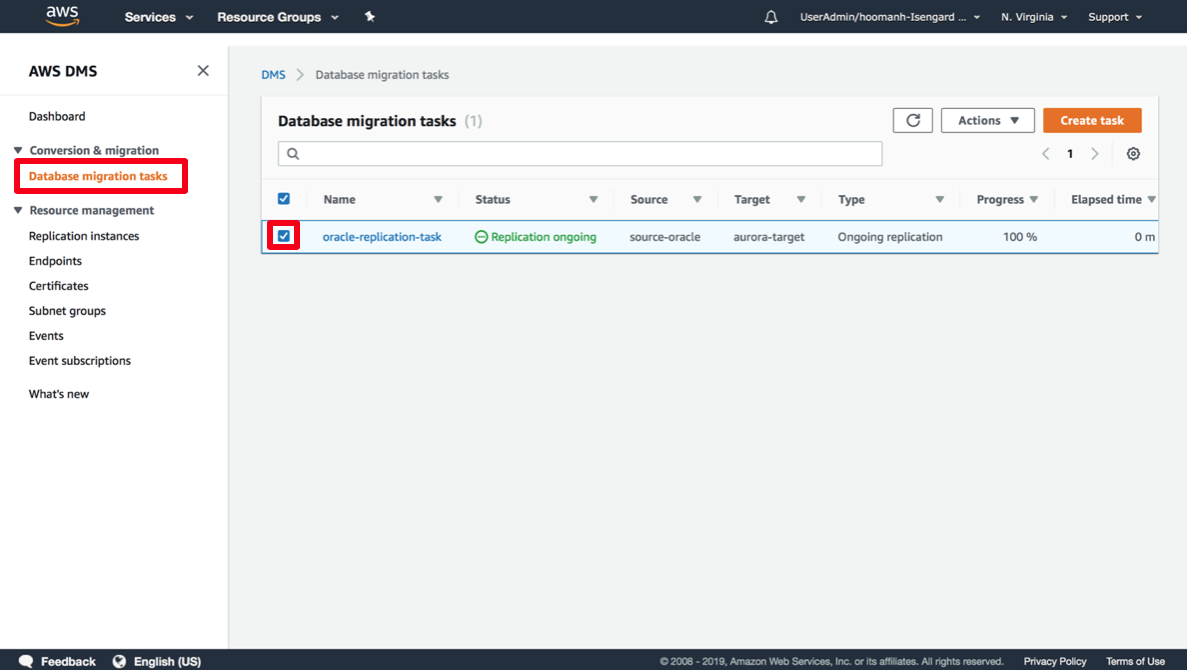 aws Services Resource Groups UserAdmin/hoomanh-Isengard ... N. Virginia Support
AWS DMS
Dashboard
Conversion & migration
Database migration tasks
Resource management
Replication instances
Endpoints
Certificates
Subnet groups
Events
Event subscriptions
What's new
DMS Database migration tasks
Database migration tasks (1) Actions Create task
1
Name Status Source Target Type Progress Elapsed time
oracle-replication-task Replication ongoing source-oracle aurora-target Ongoing replication 100 % 0 m
Feedback English (US) © 2008 - 2019, Amazon Web Services, Inc. or its affiliates. All rights reserved. Privacy Policy Terms of Use